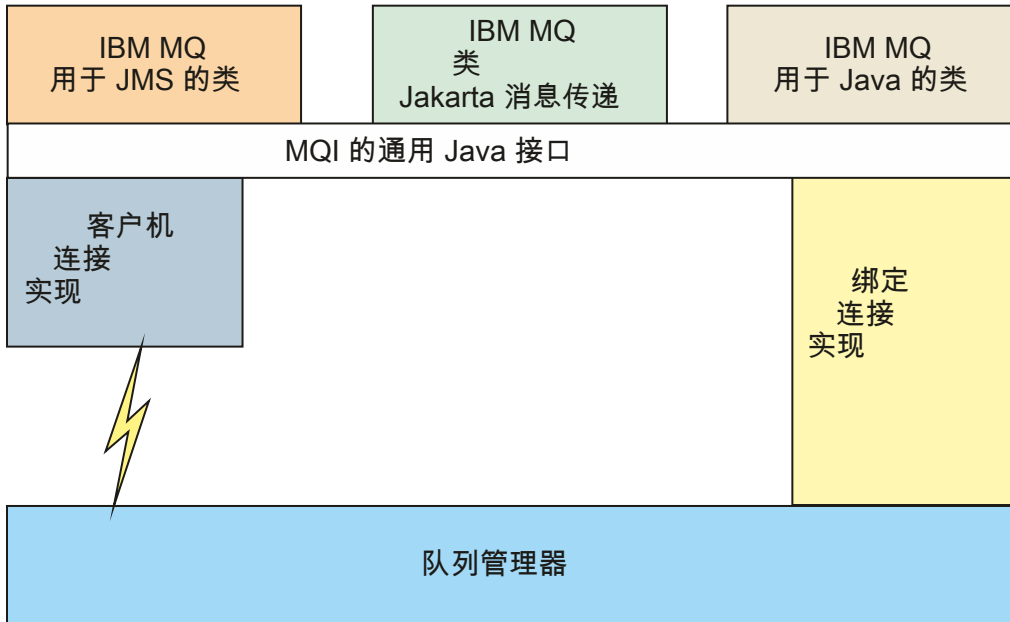 IBM MQ
用于 JMS 的类
IBM MQ
类
Jakarta 消息传递
IBM MQ
用于 Java 的类
MQI 的通用 Java 接口
客户机
连接
实现
绑定
连接
实现
队列管理器